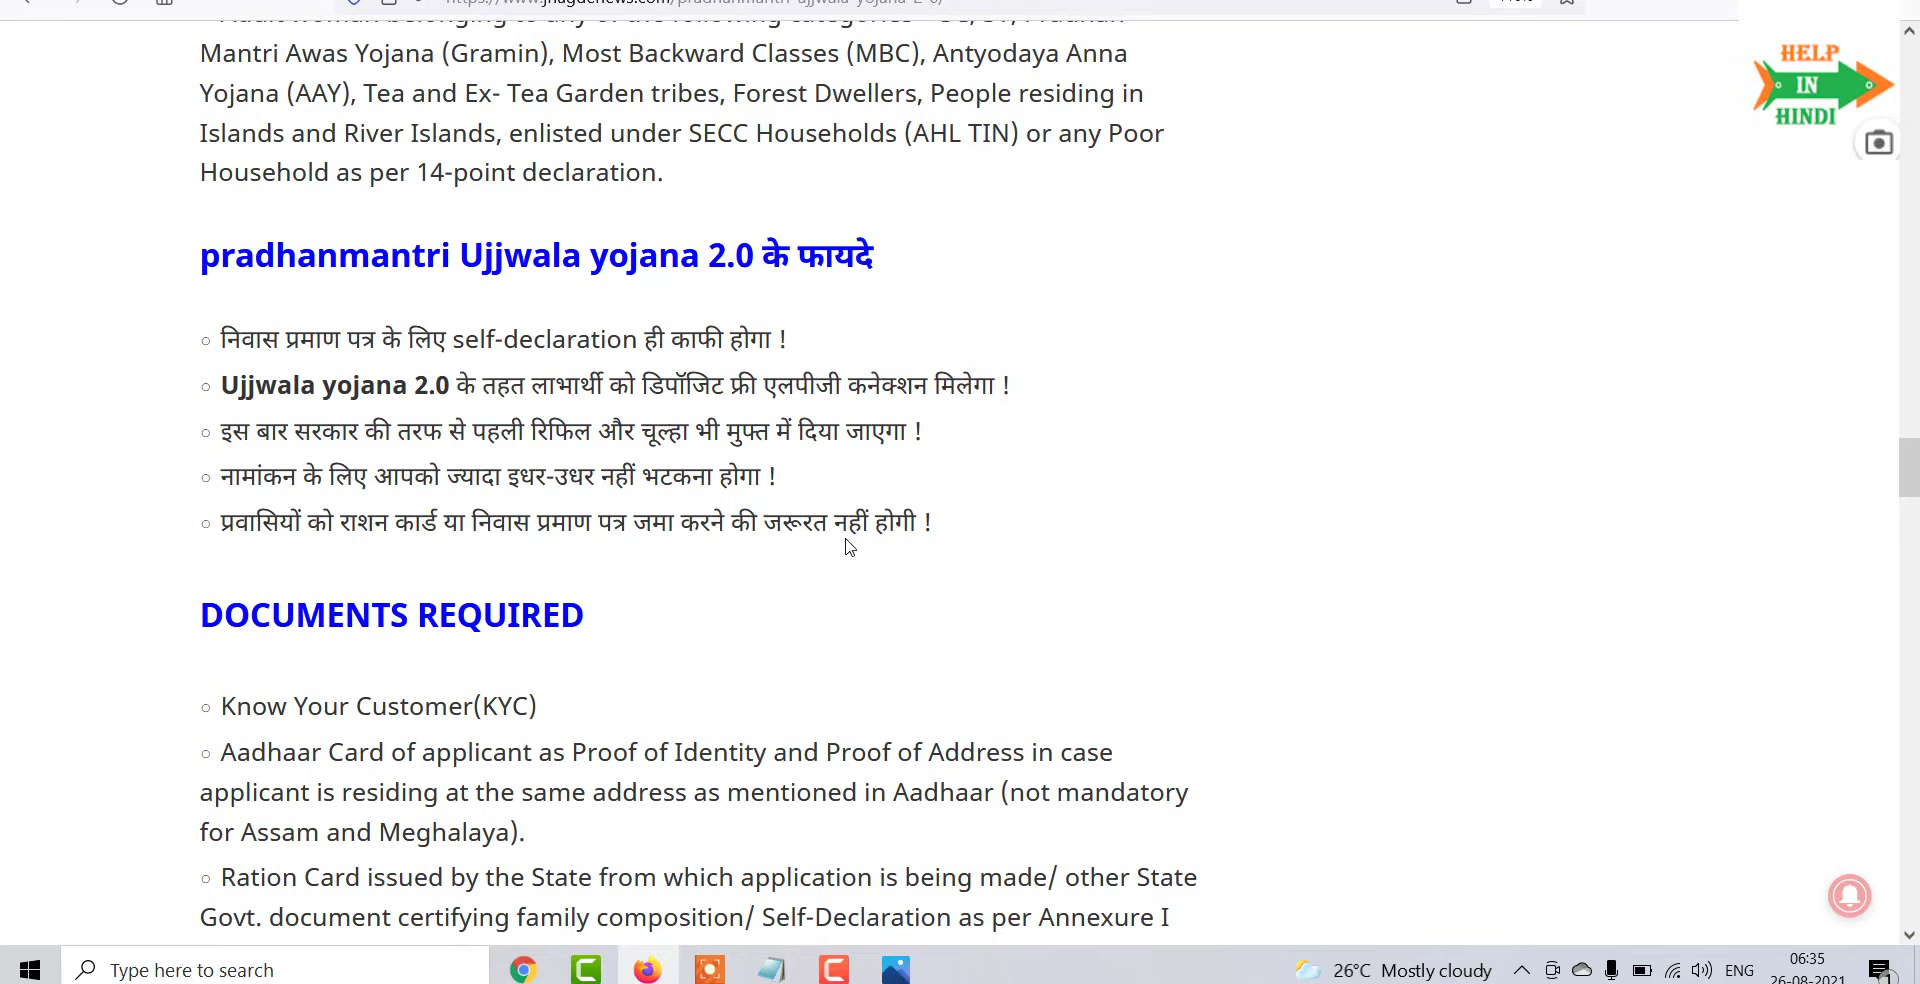 Mantri Awas Yojana (Gramin), Most Backward Classes (MBC), Antyodaya Anna
Yojana (AAY), Tea and Ex- Tea Garden tribes, Forest Dwellers, People residing in
Islands and River Islands, enlisted under SECC Households (AHL TIN) or any Poor
Household as per 14-point declaration.
HELP
IN
HINDI
pradhanmantri Ujjwala yojana 2.0 के फायदे
निवास प्रमाण पत्र के लिए self-declaration ही काफी होगा !
Ujjwala yojana 2.0 के तहत लाभार्थी को डिपॉजिट फ्री एलपीजी कनेक्शन मिलेगा !
इस बार सरकार की तरफ से पहली रिफिल और चूल्हा भी मुफ्त में दिया जाएगा !
नामांकन के लिए आपको ज्यादा इधर-उधर नहीं भटकना होगा !
प्रवासियों को राशन कार्ड या निवास प्रमाण पत्र जमा करने की जरूरत नहीं होगी !
DOCUMENTS REQUIRED
Know Your Customer(KYC)
Aadhaar Card of applicant as Proof of Identity and Proof of Address in case
applicant is residing at the same address as mentioned in Aadhaar (not mandatory
for Assam and Meghalaya).
Ration Card issued by the State from which application is being made/ other State
Govt. document certifying family composition/ Self-Declaration as per Annexure I
Type here to search
26°C Mostly cloudy
ENG
06:35
26-08-2021
1